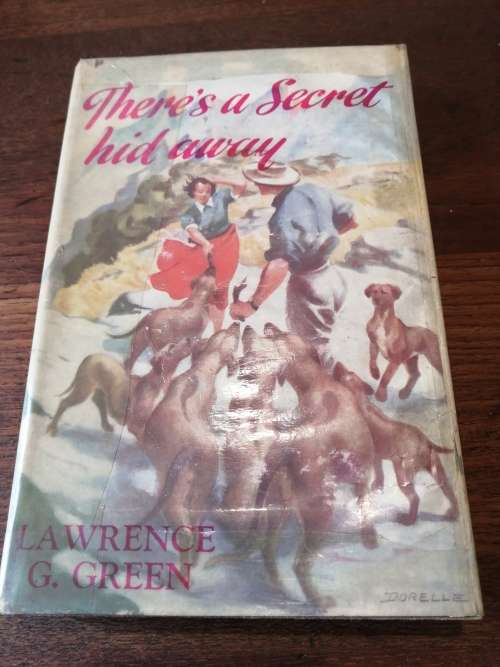 There's a Secret
hid away
LAWRENCE
G. GREEN
DORELLE